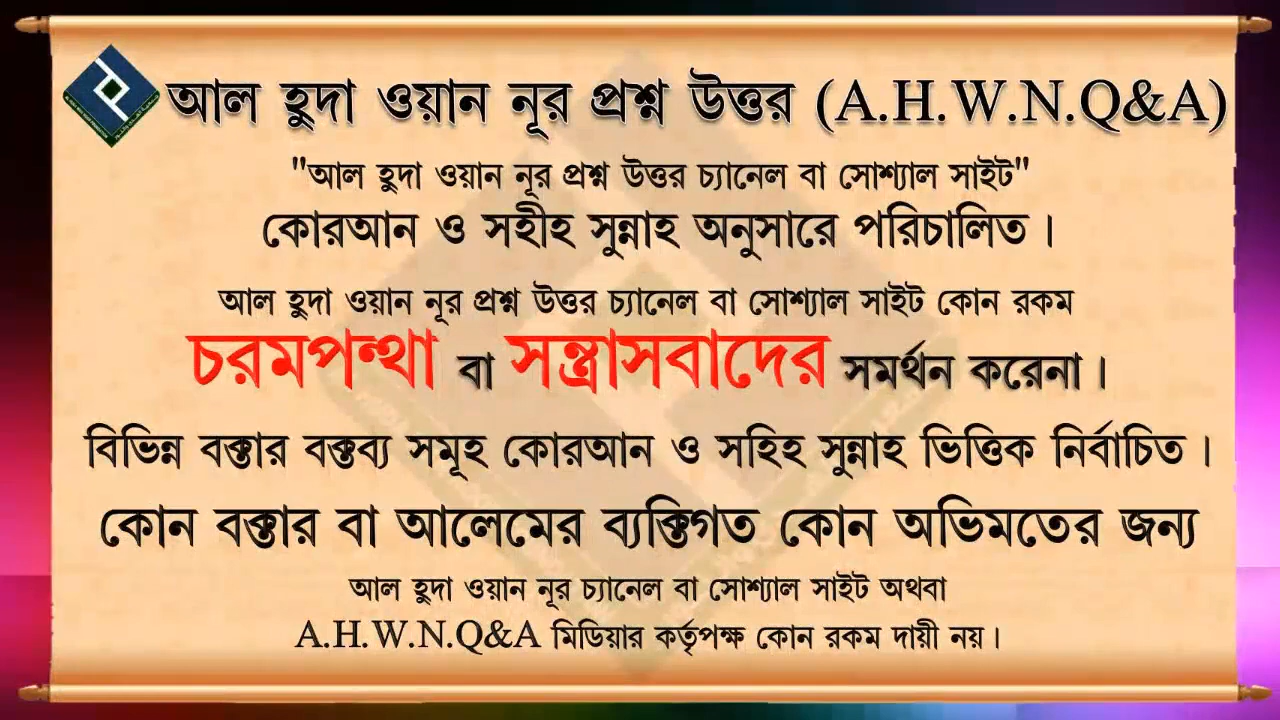 আল হুদা ওয়ান নূর প্রশ্ন উত্তর (A.H.W.N.Q&A)
"আল হুদা ওয়ান নূর প্রশ্ন উত্তর চ্যানেল বা সোশ্যাল সাইট"
কোরআন ও সহীহ সুন্নাহ অনুসারে পরিচালিত ।
আল হুদা ওয়ান নূর প্রশ্ন উত্তর চ্যানেল বা সোশ্যাল সাইট কোন রকম
চরমপন্থা বা সন্ত্রাসবাদের সমর্থন করেনা ।
বিভিন্ন বক্তার বক্তব্য সমূহ কোরআন ও সহিহ সুন্নাহ ভিত্তিক নির্বাচিত ।
কোন বক্তার বা আলেমের ব্যক্তিগত কোন অভিমতের জন্য
আল হুদা ওয়ান নূর চ্যানেল বা সোশ্যাল সাইট অথবা
A.H.W.N.Q&A মিডিয়ার কর্তৃপক্ষ কোন রকম দায়ী নয় ।